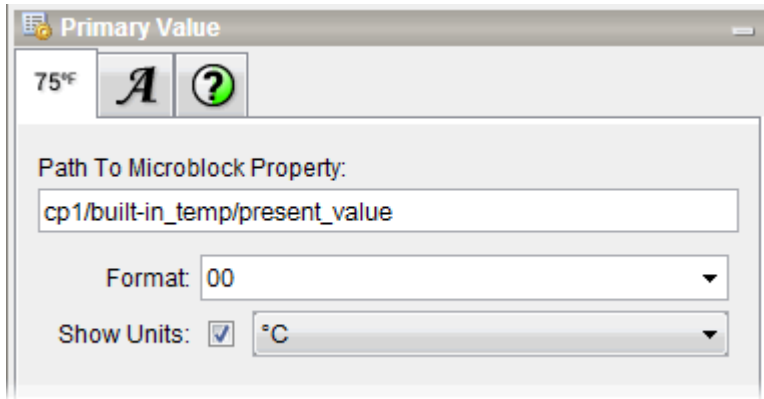 Primary Value
75°F A ?
Path To Microblock Property:
cp1/built-in_temp/present_value
Format: 00
Show Units: °C